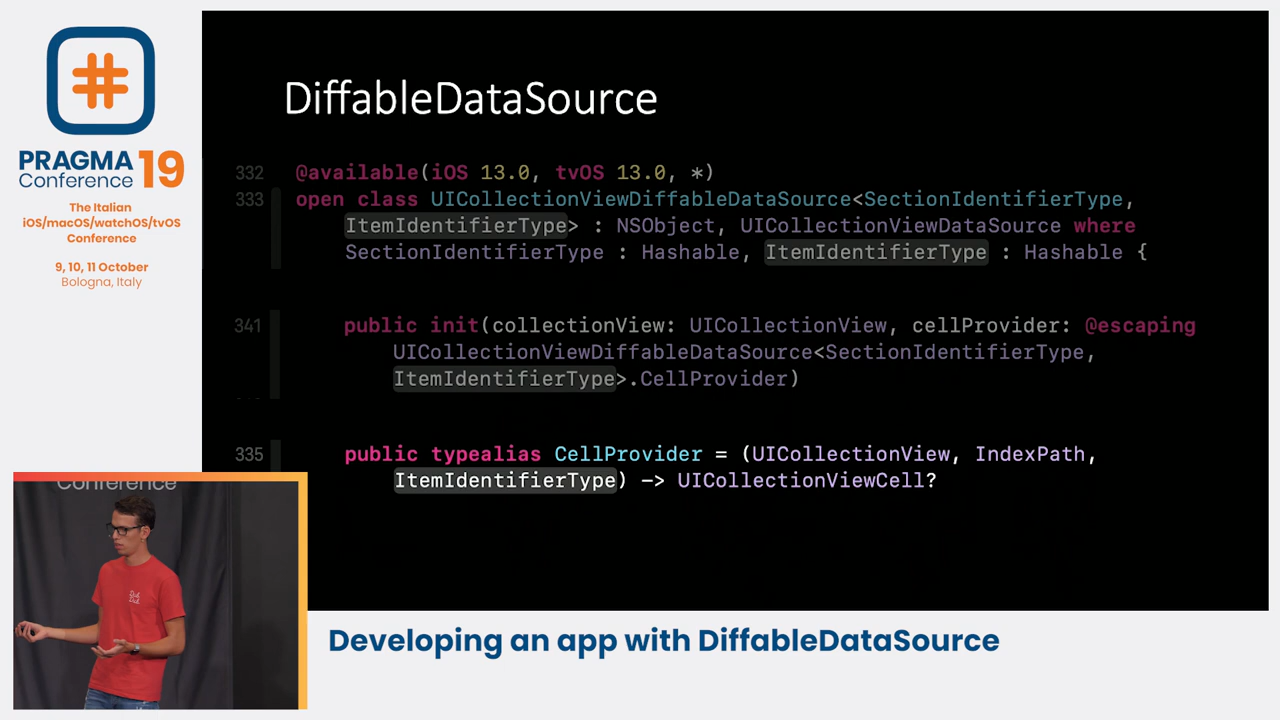 #
PRAGMA 19
Conference
The Italian
iOS/macOS/watchOS/tvOS
Conference
9, 10, 11 October
Bologna, Italy
DiffableDataSource
332 @available(iOS 13.0, tvOS 13.0, *)
333 open class UICollectionViewDiffableDataSource<SectionIdentifierType,
ItemIdentifierType> : NSObject, UICollectionViewDataSource where
SectionIdentifierType : Hashable, ItemIdentifierType : Hashable {
341 public init(collectionView: UICollectionView, cellProvider: @escaping
UICollectionViewDiffableDataSource<SectionIdentifierType,
ItemIdentifierType>.CellProvider)
335 public typealias CellProvider = (UICollectionView, IndexPath,
ItemIdentifierType) -> UICollectionViewCell?
Conference
Developing an app with DiffableDataSource